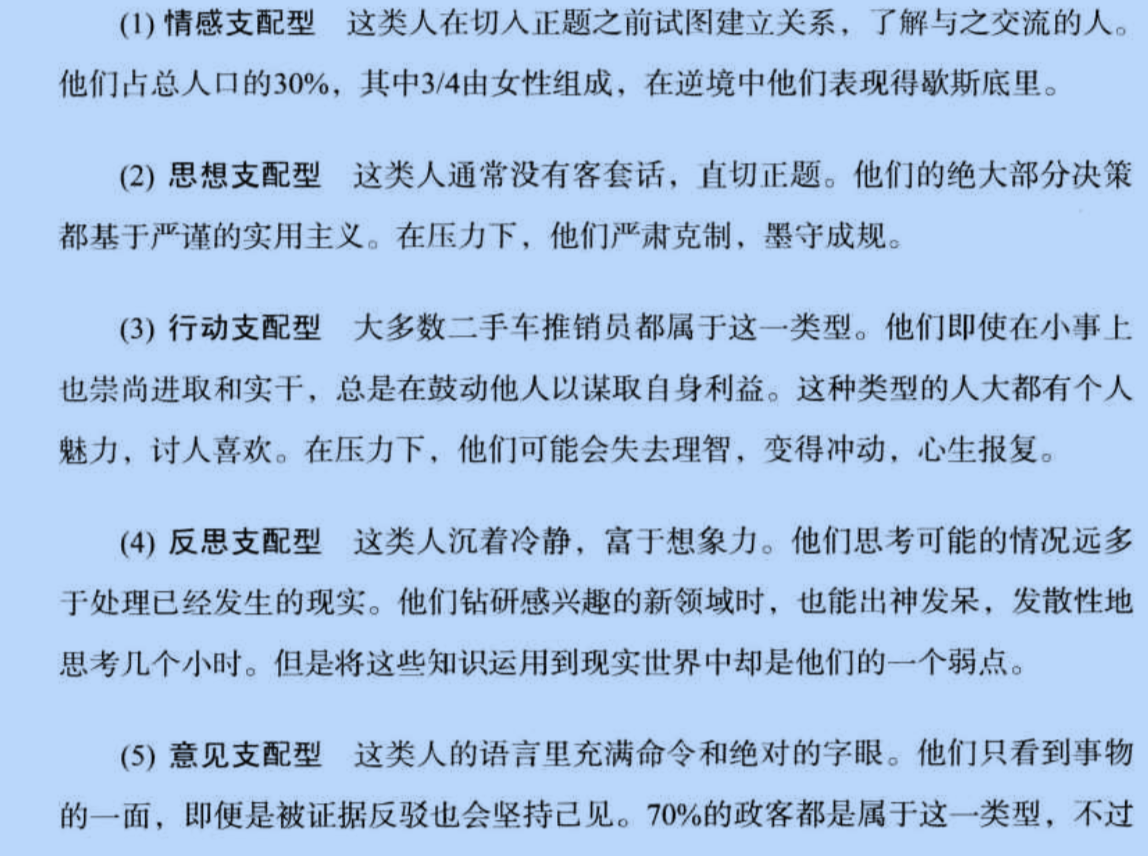 (1) 情感支配型 这类人在切入正题之前试图建立关系，了解与之交流的人。
他们占总人口的30%，其中3/4由女性组成，在逆境中他们表现得歇斯底里。
(2) 思想支配型 这类人通常没有客套话，直切正题。他们的绝大部分决策
都基于严谨的实用主义。在压力下，他们严肃克制，墨守成规。
(3) 行动支配型 大多数二手车推销员都属于这一类型。他们即使在小事上
也崇尚进取和实干，总是在鼓动他人以谋取自身利益。这种类型的人大都有个人
魅力，讨人喜欢。在压力下，他们可能会失去理智，变得冲动，心生报复。
(4) 反思支配型 这类人沉着冷静，富于想象力。他们思考可能的情况远多
于处理已经发生的现实。他们钻研感兴趣的新领域时，也能出神发呆，发散性地
思考几个小时。但是将这些知识运用到现实世界中却是他们的一个弱点。
(5) 意见支配型 这类人的语言里充满命令和绝对的字眼。他们只看到事物
的一面，即便是被证据反驳也会坚持己见。70%的政客都是属于这一类型，不过